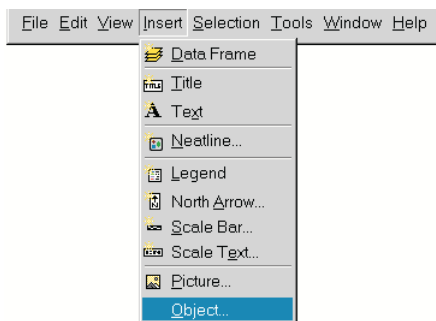 File Edit View Insert Selection Tools Window Help
Data Frame
Title
Text
Neatline...
Legend
North Arrow...
Scale Bar...
Scale Text...
Picture...
Object...